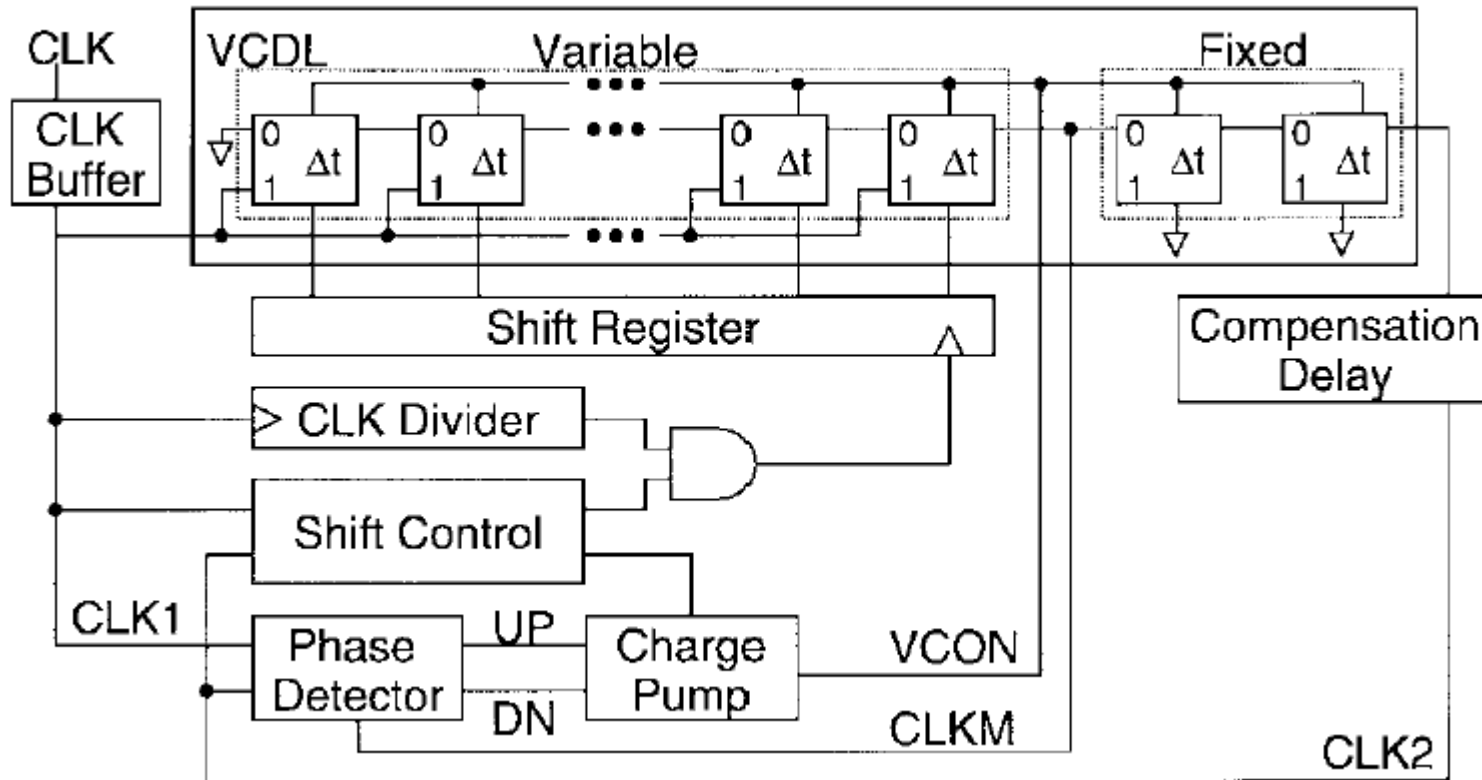 CLK
CLK
Buffer
VCDL
Variable
Fixed
0
1
Δt
0
1
Δt
0
1
Δt
0
1
Δt
0
1
Δt
0
1
Δt
Shift Register
Compensation
Delay
CLK Divider
Shift Control
CLK1
Phase
Detector
UP
DN
Charge
Pump
VCON
CLKM
CLK2